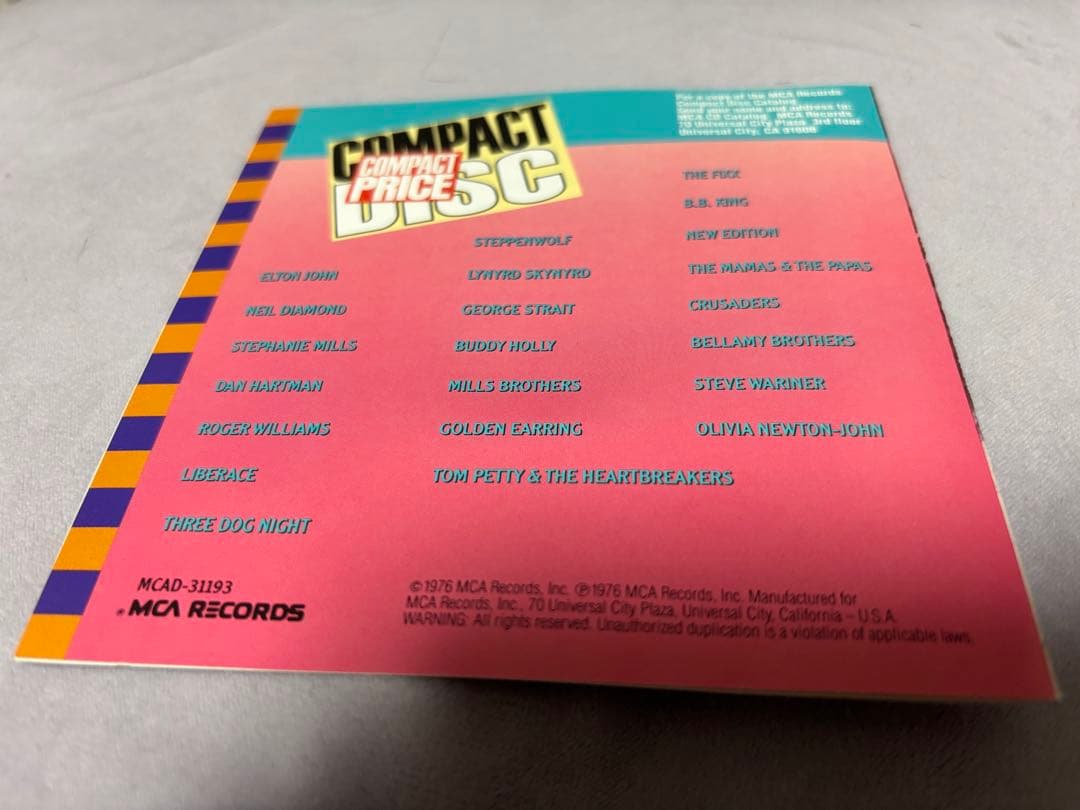 For a copy of the MCA Records
Compact Disc Catalog
Send your name and address to:
MCA CD Catalog, MCA Records
70 Universal City Plaza, 3rd floor
Universal City, CA 91608
COMPACT
COMPACT
PRICE
DISC
ELTON JOHN
NEIL DIAMOND
STEPHANIE MILLS
DAN HARTMAN
ROGER WILLIAMS
LIBERACE
THREE DOG NIGHT
STEPPENWOLF
LYNYRD SKYNYRD
GEORGE STRAIT
BUDDY HOLLY
MILLS BROTHERS
GOLDEN EARRING
TOM PETTY & THE HEARTBREAKERS
THE FIXX
B.B. KING
NEW EDITION
THE MAMAS & THE PAPAS
CRUSADERS
BELLAMY BROTHERS
STEVE WARINER
OLIVIA NEWTON-JOHN
MCAD-31193
MCA RECORDS
©1976 MCA Records, Inc. ℗1976 MCA Records, Inc. Manufactured for
MCA Records, Inc., 70 Universal City Plaza, Universal City, California – U.S.A.
WARNING: All rights reserved. Unauthorized duplication is a violation of applicable laws.